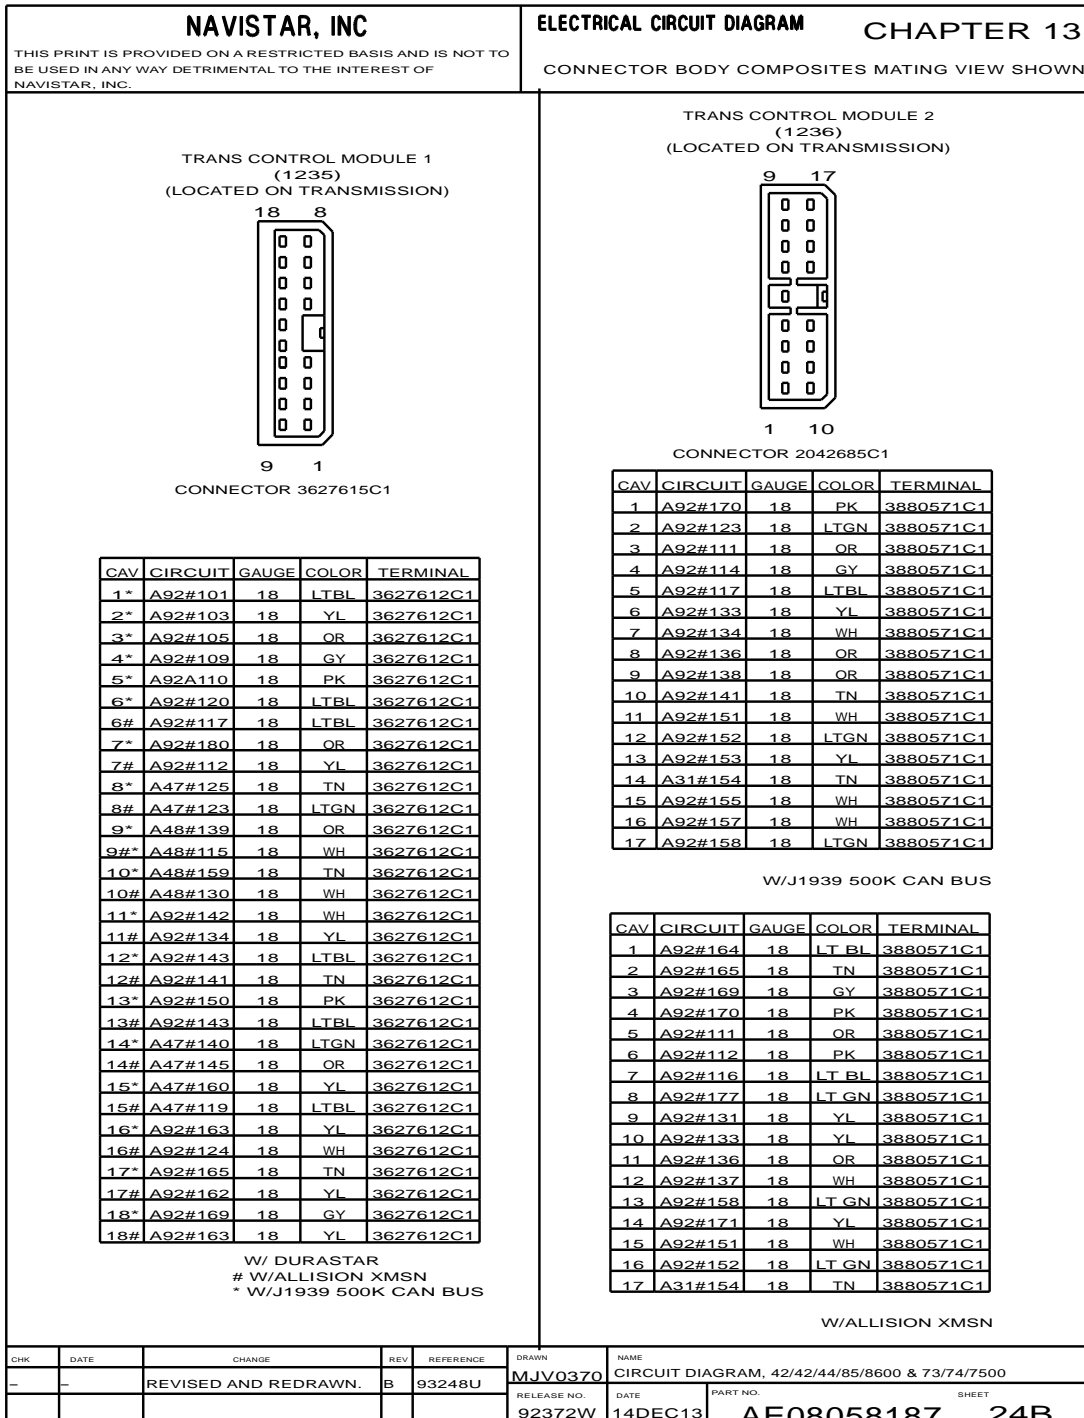 NAVISTAR, INC
THIS PRINT IS PROVIDED ON A RESTRICTED BASIS AND IS NOT TO
BE USED IN ANY WAY DETRIMENTAL TO THE INTEREST OF
NAVISTAR, INC.
ELECTRICAL CIRCUIT DIAGRAM
CHAPTER 13
CONNECTOR BODY COMPOSITES MATING VIEW SHOWN
TRANS CONTROL MODULE 1
(1235)
(LOCATED ON TRANSMISSION)
18 8
9 1
CONNECTOR 3627615C1
CAV CIRCUIT GAUGE COLOR TERMINAL
1* A92#101 18 LTBL 3627612C1
2* A92#103 18 YL 3627612C1
3* A92#105 18 OR 3627612C1
4* A92#109 18 GY 3627612C1
5* A92A110 18 PK 3627612C1
6* A92#120 18 LTBL 3627612C1
6# A92#117 18 LTBL 3627612C1
7* A92#180 18 OR 3627612C1
7# A92#112 18 YL 3627612C1
8* A47#125 18 TN 3627612C1
8# A47#123 18 LTGN 3627612C1
9* A48#139 18 OR 3627612C1
9#* A48#115 18 WH 3627612C1
10* A48#159 18 TN 3627612C1
10# A48#130 18 WH 3627612C1
11* A92#142 18 WH 3627612C1
11# A92#134 18 YL 3627612C1
12* A92#143 18 LTBL 3627612C1
12# A92#141 18 TN 3627612C1
13* A92#150 18 PK 3627612C1
13# A92#143 18 LTBL 3627612C1
14* A47#140 18 LTGN 3627612C1
14# A47#145 18 OR 3627612C1
15* A47#160 18 YL 3627612C1
15# A47#119 18 LTBL 3627612C1
16* A92#163 18 YL 3627612C1
16# A92#124 18 WH 3627612C1
17* A92#165 18 TN 3627612C1
17# A92#162 18 YL 3627612C1
18* A92#169 18 GY 3627612C1
18# A92#163 18 YL 3627612C1
W/ DURASTAR
# W/ALLISION XMSN
* W/J1939 500K CAN BUS
TRANS CONTROL MODULE 2
(1236)
(LOCATED ON TRANSMISSION)
9 17
1 10
CONNECTOR 2042685C1
CAV CIRCUIT GAUGE COLOR TERMINAL
1 A92#170 18 PK 3880571C1
2 A92#123 18 LTGN 3880571C1
3 A92#111 18 OR 3880571C1
4 A92#114 18 GY 3880571C1
5 A92#117 18 LTBL 3880571C1
6 A92#133 18 YL 3880571C1
7 A92#134 18 WH 3880571C1
8 A92#136 18 OR 3880571C1
9 A92#138 18 OR 3880571C1
10 A92#141 18 TN 3880571C1
11 A92#151 18 WH 3880571C1
12 A92#152 18 LTGN 3880571C1
13 A92#153 18 YL 3880571C1
14 A31#154 18 TN 3880571C1
15 A92#155 18 WH 3880571C1
16 A92#157 18 WH 3880571C1
17 A92#158 18 LTGN 3880571C1
W/J1939 500K CAN BUS
CAV CIRCUIT GAUGE COLOR TERMINAL
1 A92#164 18 LT BL 3880571C1
2 A92#165 18 TN 3880571C1
3 A92#169 18 GY 3880571C1
4 A92#170 18 PK 3880571C1
5 A92#111 18 OR 3880571C1
6 A92#112 18 PK 3880571C1
7 A92#116 18 LT BL 3880571C1
8 A92#177 18 LT GN 3880571C1
9 A92#131 18 YL 3880571C1
10 A92#133 18 YL 3880571C1
11 A92#136 18 OR 3880571C1
12 A92#137 18 WH 3880571C1
13 A92#158 18 LT GN 3880571C1
14 A92#171 18 YL 3880571C1
15 A92#151 18 WH 3880571C1
16 A92#152 18 LT GN 3880571C1
17 A31#154 18 TN 3880571C1
W/ALLISION XMSN
CHK DATE CHANGE REV REFERENCE
– – REVISED AND REDRAWN. B 93248U
DRAWN
MJV0370
NAME
CIRCUIT DIAGRAM, 42/42/44/85/8600 & 73/74/7500
RELEASE NO.
92372W
DATE
14DEC13
PART NO.
AE08058187
SHEET
24B